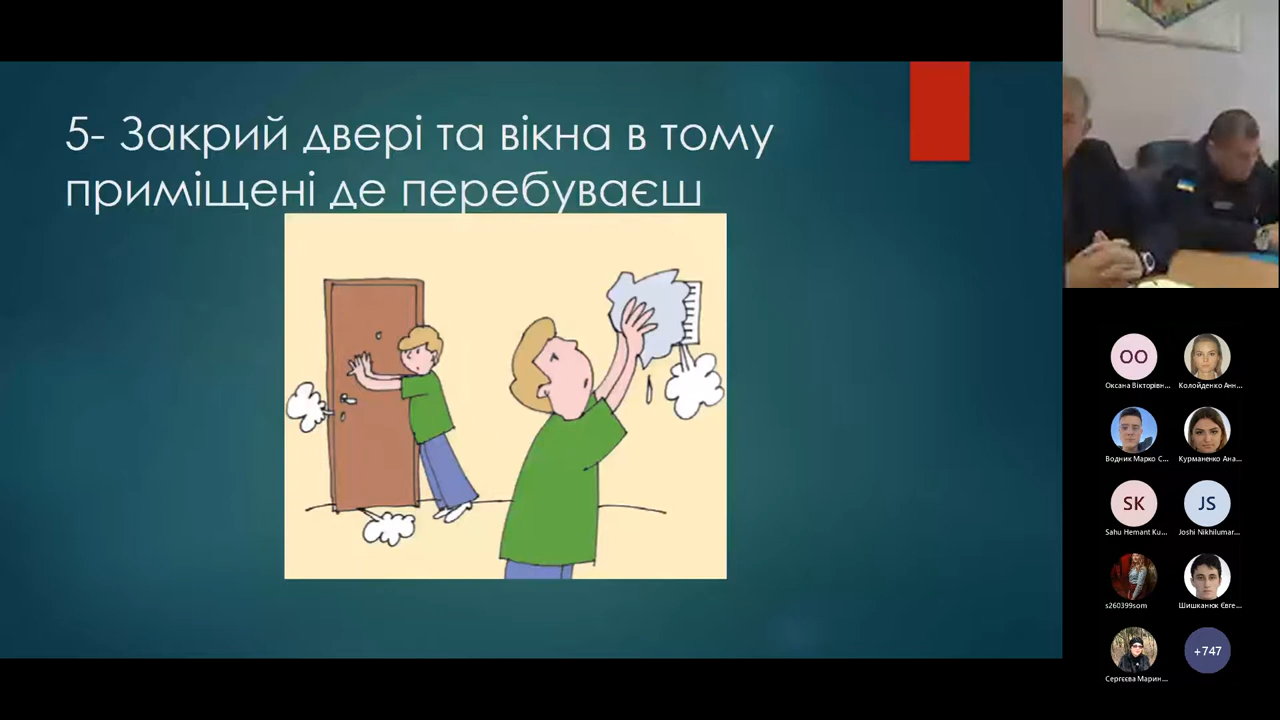 5- Закрий двері та вікна в тому
приміщені де перебуваєш
OO
Оксана Вікторівн...
Колойденко Анн...
Водник Марко С...
Курманенко Ана...
SK
Sahu Hemant Ku...
JS
Joshi Nikhilumar...
s260399som
Шишканюк Євге...
Сергєєва Марин...
+747